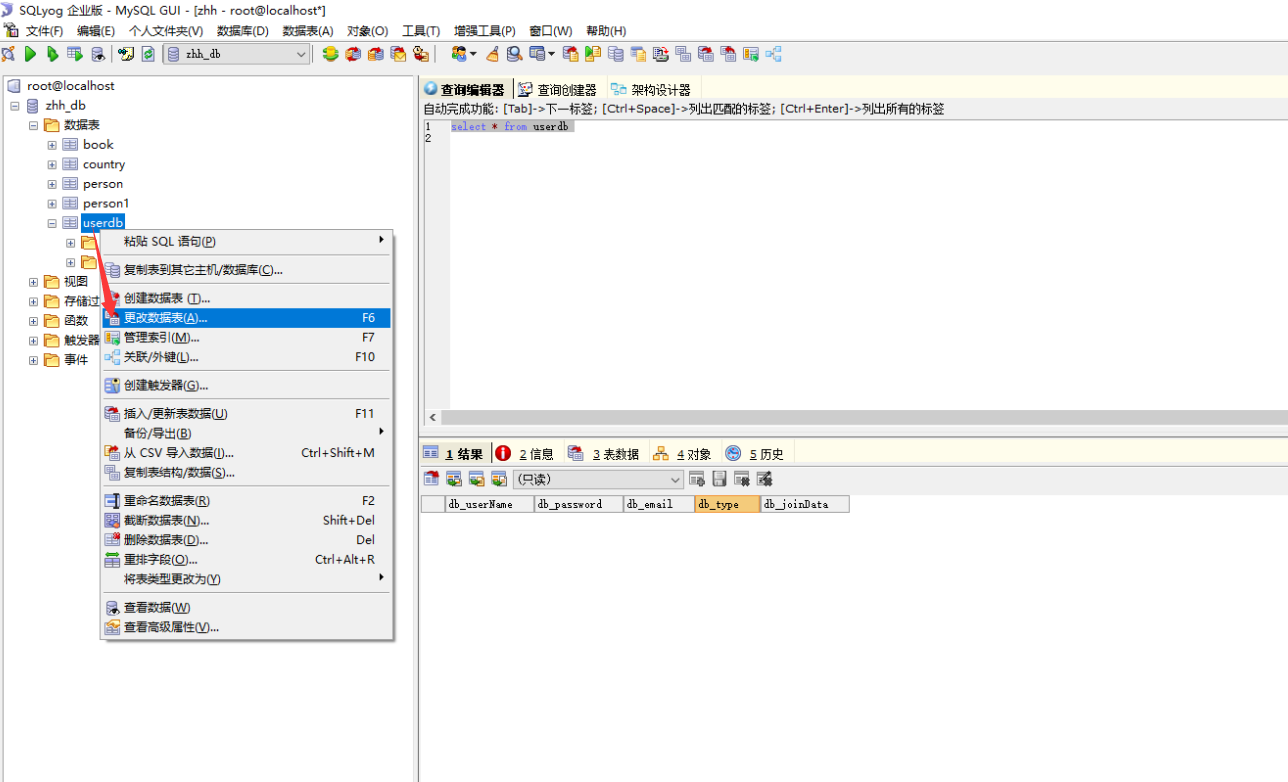 SQLyog 企业版 - MySQL GUI - [zhh - root@localhost*]
文件(F) 编辑(E) 个人文件夹(V) 数据库(D) 数据表(A) 对象(O) 工具(T) 增强工具(P) 窗口(W) 帮助(H)
zhh_db
root@localhost
zhh_db
数据表
book
country
person
person1
userdb
视图
存储过
函数
触发器
事件
粘贴 SQL 语句(P)
复制表到其它主机/数据库(C)...
创建数据表 (T)...
更改数据表(A)... F6
管理索引(M)... F7
关联/外键(L)... F10
创建触发器(G)...
插入/更新表数据(U) F11
备份/导出(B)
从 CSV 导入数据(I)... Ctrl+Shift+M
复制表结构/数据(S)...
重命名数据表(R) F2
截断数据表(N)... Shift+Del
删除数据表(D)... Del
重排字段(O)... Ctrl+Alt+R
将表类型更改为(Y)
查看数据(W)
查看高级属性(V)...
查询编辑器 查询创建器 架构设计器
自动完成功能: [Tab]->下一标签; [Ctrl+Space]->列出匹配的标签; [Ctrl+Enter]->列出所有的标签
1 select * from userdb
2
1 结果 2 信息 3 表数据 4 对象 5 历史
(只读)
db_userName db_password db_email db_type db_joinData